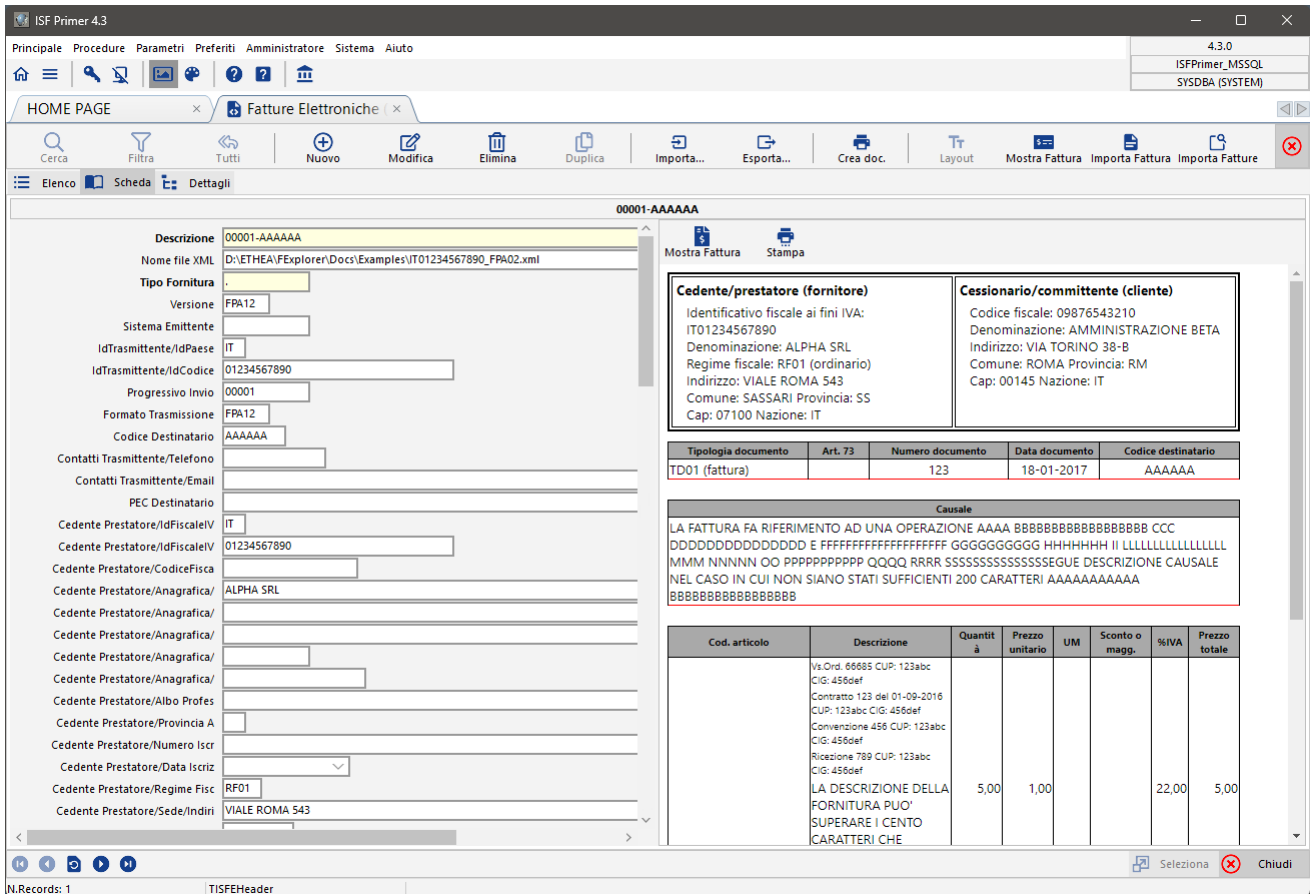 ISF Primer 4.3
Principale Procedure Parametri Preferiti Amministratore Sistema Aiuto
4.3.0
ISFPrimer_MSSQL
SYSDBA (SYSTEM)
HOME PAGE
Fatture Elettroniche (
Cerca Filtra Tutti Nuovo Modifica Elimina Duplica Importa... Esporta... Crea doc. Layout Mostra Fattura Importa Fattura Importa Fatture
Elenco Scheda Dettagli
00001-AAAAAA
Descrizione 00001-AAAAAA
Nome file XML D:\ETHEA\FExplorer\Docs\Examples\IT01234567890_FPA02.xml
Tipo Fornitura .
Versione FPA12
Sistema Emittente
IdTrasmittente/IdPaese IT
IdTrasmittente/IdCodice 01234567890
Progressivo Invio 00001
Formato Trasmissione FPA12
Codice Destinatario AAAAAA
Contatti Trasmittente/Telefono
Contatti Trasmittente/Email
PEC Destinatario
Cedente Prestatore/IdFiscaleIV IT
Cedente Prestatore/IdFiscaleIV 01234567890
Cedente Prestatore/CodiceFisca
Cedente Prestatore/Anagrafica/ ALPHA SRL
Cedente Prestatore/Anagrafica/
Cedente Prestatore/Anagrafica/
Cedente Prestatore/Anagrafica/
Cedente Prestatore/Anagrafica/
Cedente Prestatore/Albo Profes
Cedente Prestatore/Provincia A
Cedente Prestatore/Numero Iscr
Cedente Prestatore/Data Iscriz
Cedente Prestatore/Regime Fisc RF01
Cedente Prestatore/Sede/Indiri VIALE ROMA 543
Mostra Fattura Stampa
Cedente/prestatore (fornitore)
Identificativo fiscale ai fini IVA:
IT01234567890
Denominazione: ALPHA SRL
Regime fiscale: RF01 (ordinario)
Indirizzo: VIALE ROMA 543
Comune: SASSARI Provincia: SS
Cap: 07100 Nazione: IT
Cessionario/committente (cliente)
Codice fiscale: 09876543210
Denominazione: AMMINISTRAZIONE BETA
Indirizzo: VIA TORINO 38-B
Comune: ROMA Provincia: RM
Cap: 00145 Nazione: IT
Tipologia documento Art. 73 Numero documento Data documento Codice destinatario
TD01 (fattura) 123 18-01-2017 AAAAAA
Causale
LA FATTURA FA RIFERIMENTO AD UNA OPERAZIONE AAAA BBBBBBBBBBBBBBBBBB CCC
DDDDDDDDDDDDDDD E FFFFFFFFFFFFFFFFFFFF GGGGGGGGGG HHHHHHH II LLLLLLLLLLLLLLLLL
MMM NNNNN OO PPPPPPPPPPP QQQQ RRRR SSSSSSSSSSSSSSEGUE DESCRIZIONE CAUSALE
NEL CASO IN CUI NON SIANO STATI SUFFICIENTI 200 CARATTERI AAAAAAAAAAA
BBBBBBBBBBBBBBBBB
Cod. articolo Descrizione Quantità Prezzo unitario UM Sconto o magg. %IVA Prezzo totale
Vs.Ord. 66685 CUP: 123abc
CIG: 456def
Contratto 123 del 01-09-2016
CUP: 123abc CIG: 456def
Convenzione 456 CUP: 123abc
CIG: 456def
Ricezione 789 CUP: 123abc
CIG: 456def
LA DESCRIZIONE DELLA 5,00 1,00 22,00 5,00
FORNITURA PUO'
SUPERARE I CENTO
CARATTERI CHE
Seleziona Chiudi
N.Records: 1 TISFEHeader